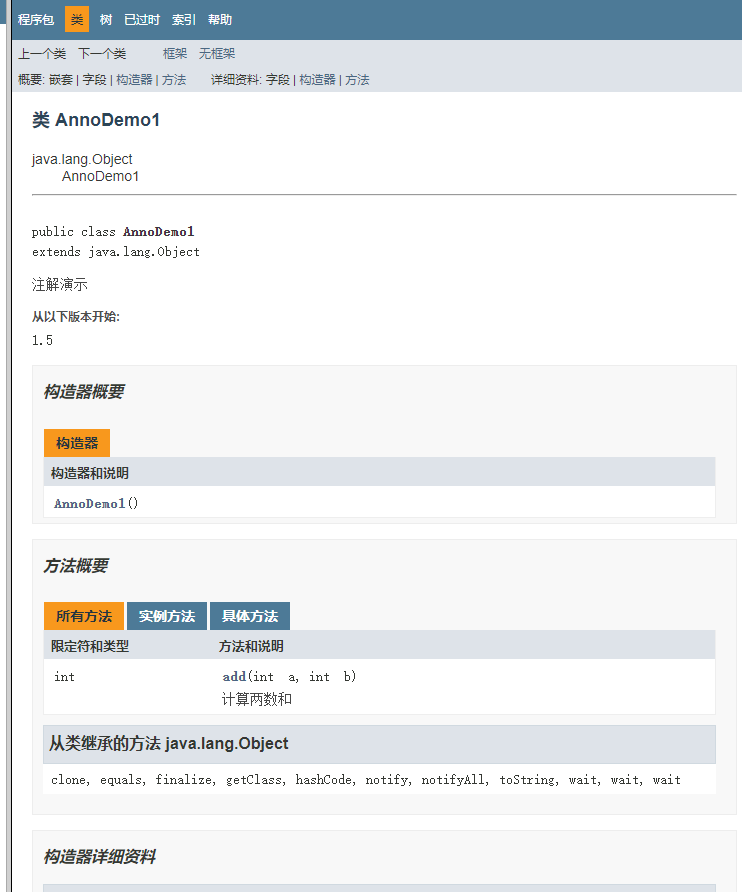 程序包 类 树 已过时 索引 帮助
上一个类 下一个类 框架 无框架
概要: 嵌套 | 字段 | 构造器 | 方法 详细资料: 字段 | 构造器 | 方法
类 AnnoDemo1
java.lang.Object
AnnoDemo1
public class AnnoDemo1
extends java.lang.Object
注解演示
从以下版本开始:
1.5
构造器概要
构造器
构造器和说明
AnnoDemo1()
方法概要
所有方法 实例方法 具体方法
限定符和类型 方法和说明
int add(int a, int b)
计算两数和
从类继承的方法 java.lang.Object
clone, equals, finalize, getClass, hashCode, notify, notifyAll, toString, wait, wait, wait
构造器详细资料